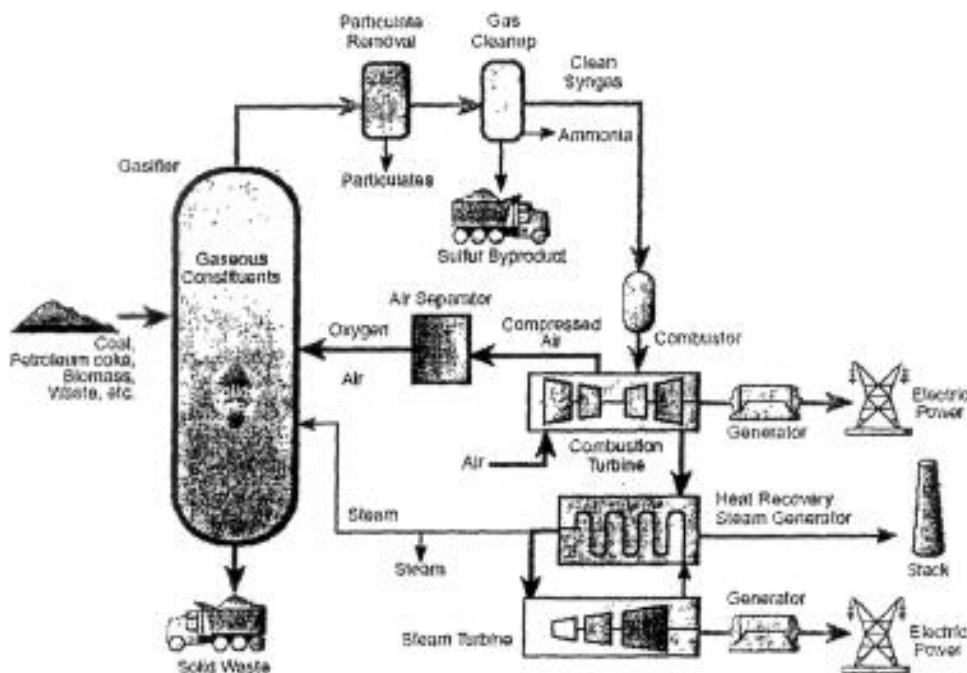 Particulate
Removal
Gas
Cleanup
Clean
Syngas
Ammonia
Gasifier
Particulates
Sulfur Byproduct
Gaseous
Constituents
Air Separator
Oxygen
Compressed
Air
Combustor
Coal,
Petroleum coke,
Biomass,
Waste, etc.
Air
Electric
Power
Generator
Air
Combustion
Turbine
Heat Recovery
Steam Generator
Steam
Steam
Stack
Generator
Steam Turbine
Electric
Power
Solid Waste